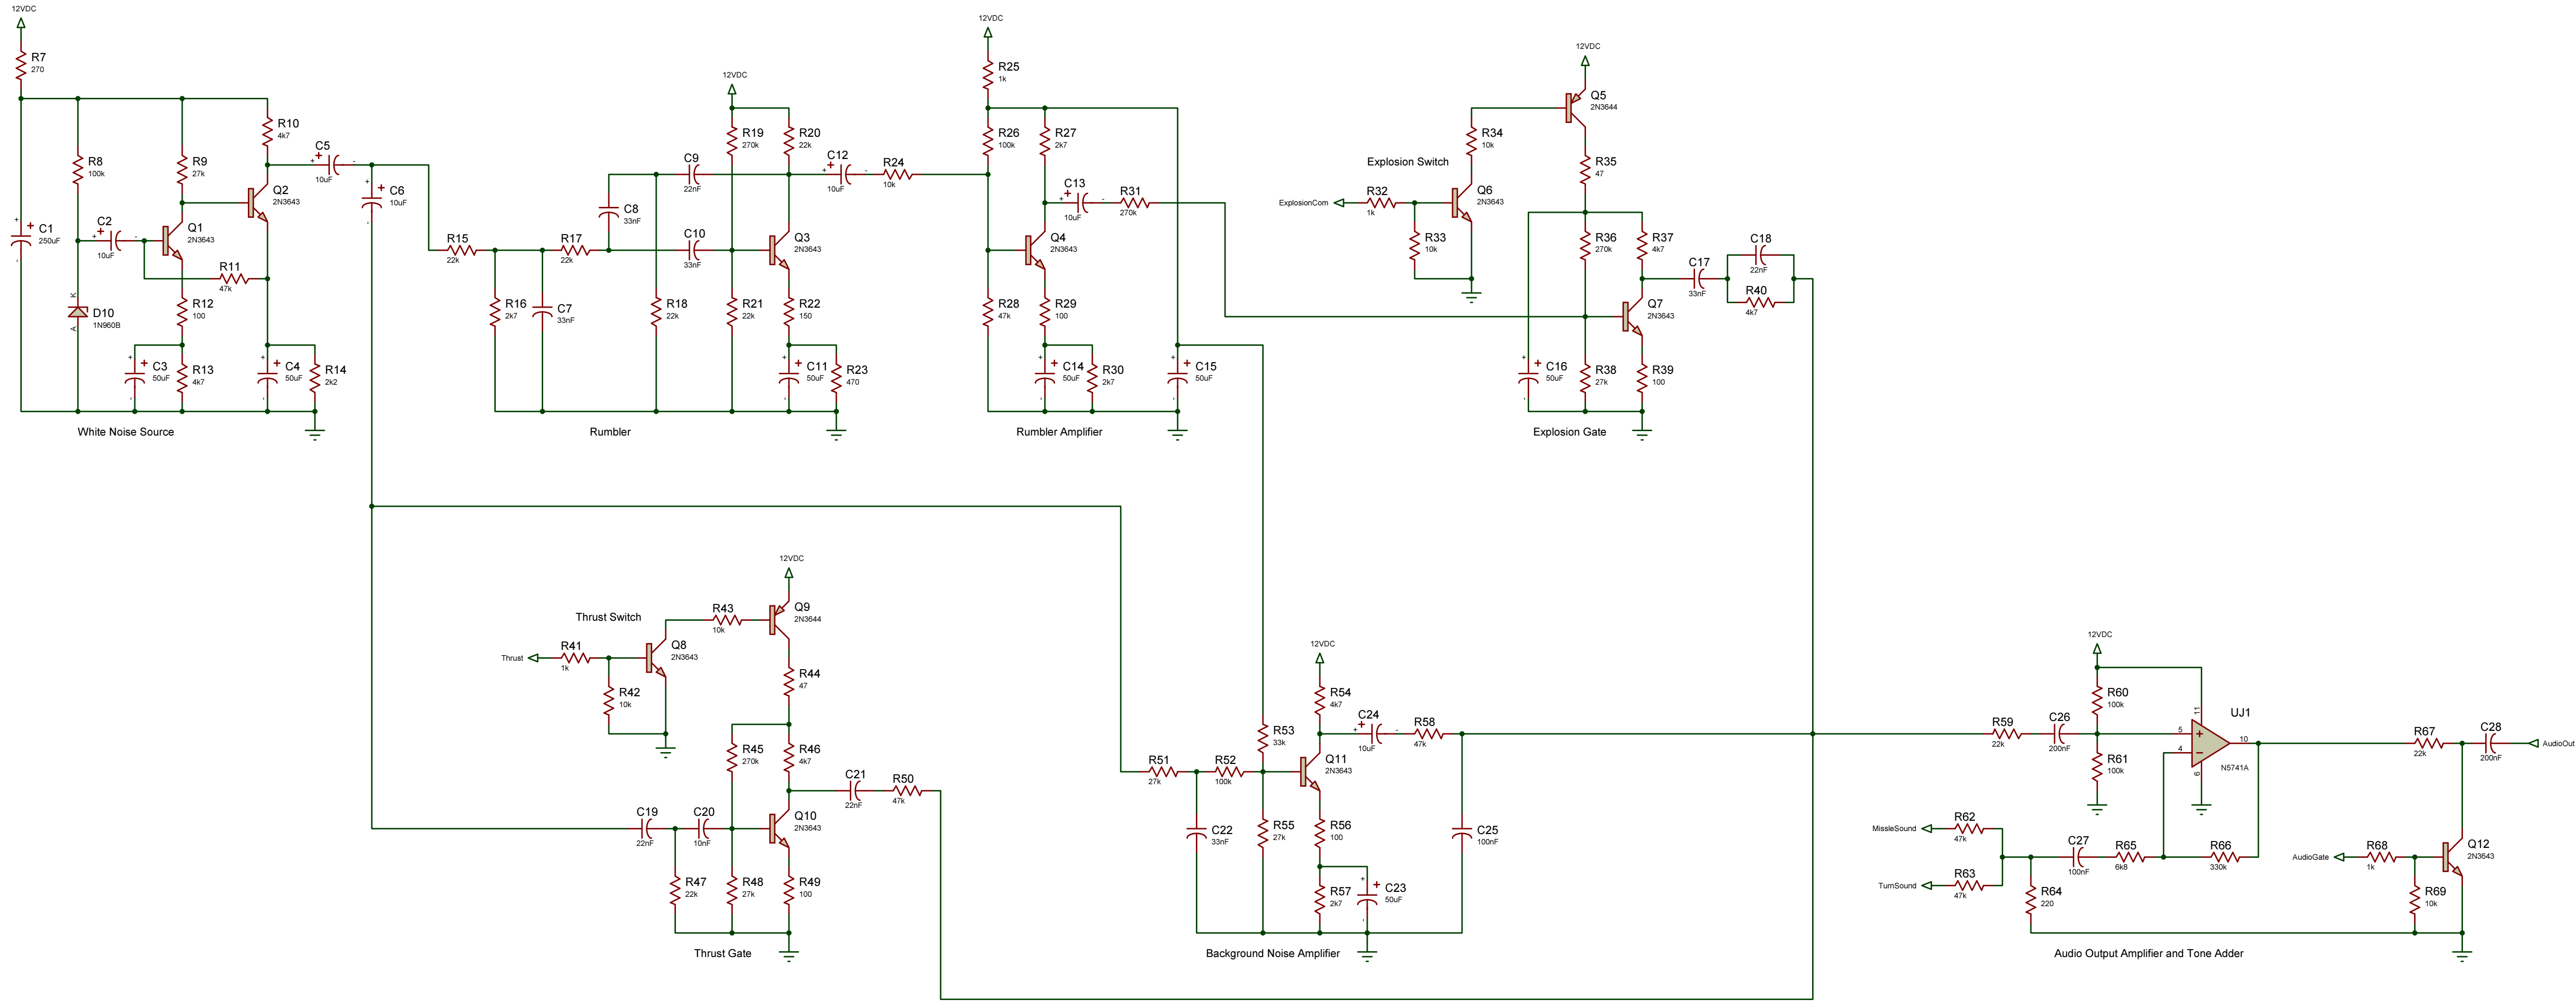 12VDC
R7
270
R8
100k
R9
27k
R10
4k7
C5
10uF
C6
10uF
C1
250uF
C2
10uF
Q1
2N3643
Q2
2N3643
R11
47k
K
D10
1N960B
A
R12
100
C3
50uF
R13
4k7
C4
50uF
R14
2k2
White Noise Source
12VDC
R19
270k
R20
22k
C9
22nF
C12
10uF
R24
10k
C8
33nF
R15
22k
R17
22k
C10
33nF
Q3
2N3643
R16
2k7
C7
33nF
R18
22k
R21
22k
R22
150
C11
50uF
R23
470
Rumbler
12VDC
R25
1k
R26
100k
R27
2k7
C13
10uF
R31
270k
Q4
2N3643
R28
47k
R29
100
C14
50uF
R30
2k7
C15
50uF
Rumbler Amplifier
12VDC
Q5
2N3644
R34
10k
Explosion Switch
R35
47
ExplosionCom
R32
1k
Q6
2N3643
R33
10k
R36
270k
R37
4k7
C17
33nF
C18
22nF
R40
4k7
Q7
2N3643
C16
50uF
R38
27k
R39
100
Explosion Gate
12VDC
Thrust Switch
R43
10k
Q9
2N3644
Thrust
R41
1k
Q8
2N3643
R42
10k
R44
47
R45
270k
R46
4k7
C21
22nF
R50
47k
C19
22nF
C20
10nF
Q10
2N3643
R47
22k
R48
27k
R49
100
Thrust Gate
12VDC
R54
4k7
R53
33k
C24
10uF
R58
47k
R51
27k
R52
100k
Q11
2N3643
C22
33nF
R55
27k
R56
100
C25
100nF
R57
2k7
C23
50uF
Background Noise Amplifier
12VDC
R60
100k
11
UJ1
R59
22k
C26
200nF
5
4
10
6
N5741A
R61
100k
R67
22k
C28
200nF
AudioOut
MissleSound
R62
47k
TurnSound
R63
47k
C27
100nF
R65
6k8
R66
330k
R64
220
AudioGate
R68
1k
Q12
2N3643
R69
10k
Audio Output Amplifier and Tone Adder